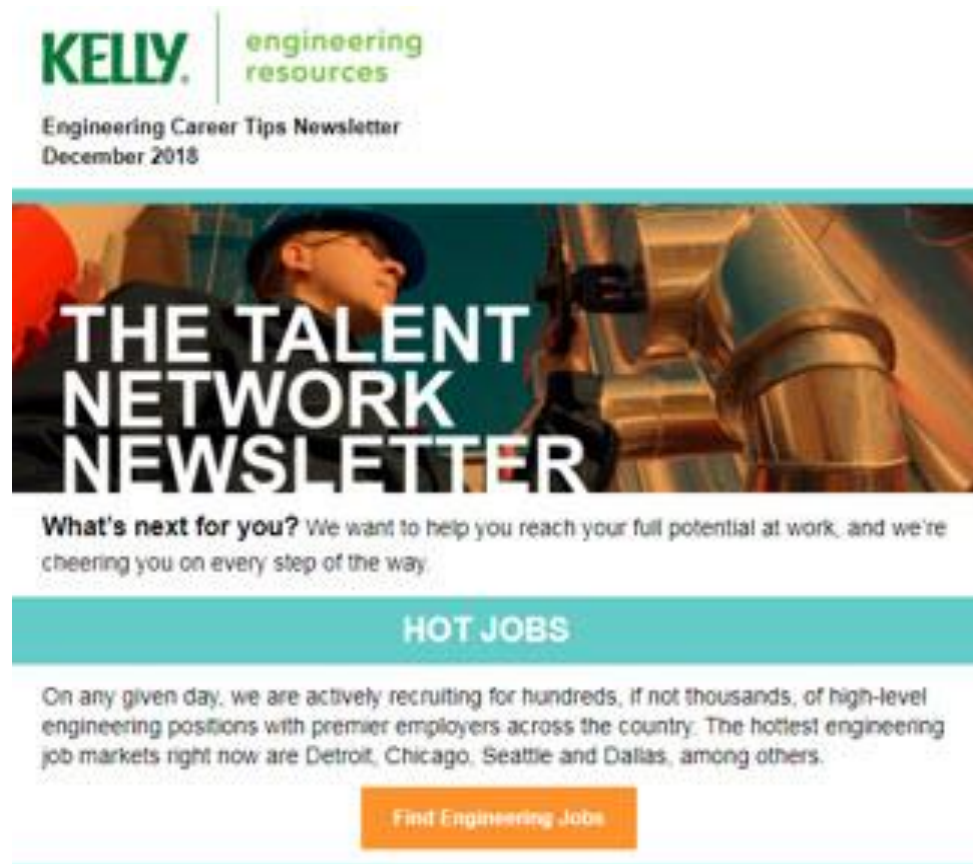 KELLY®
engineering
resources
Engineering Career Tips Newsletter
December 2018
THE TALENT
NETWORK
NEWSLETTER
What's next for you? We want to help you reach your full potential at work, and we're
cheering you on every step of the way.
HOT JOBS
On any given day, we are actively recruiting for hundreds, if not thousands, of high-level
engineering positions with premier employers across the country. The hottest engineering
job markets right now are Detroit, Chicago, Seattle and Dallas, among others.
Find Engineering Jobs